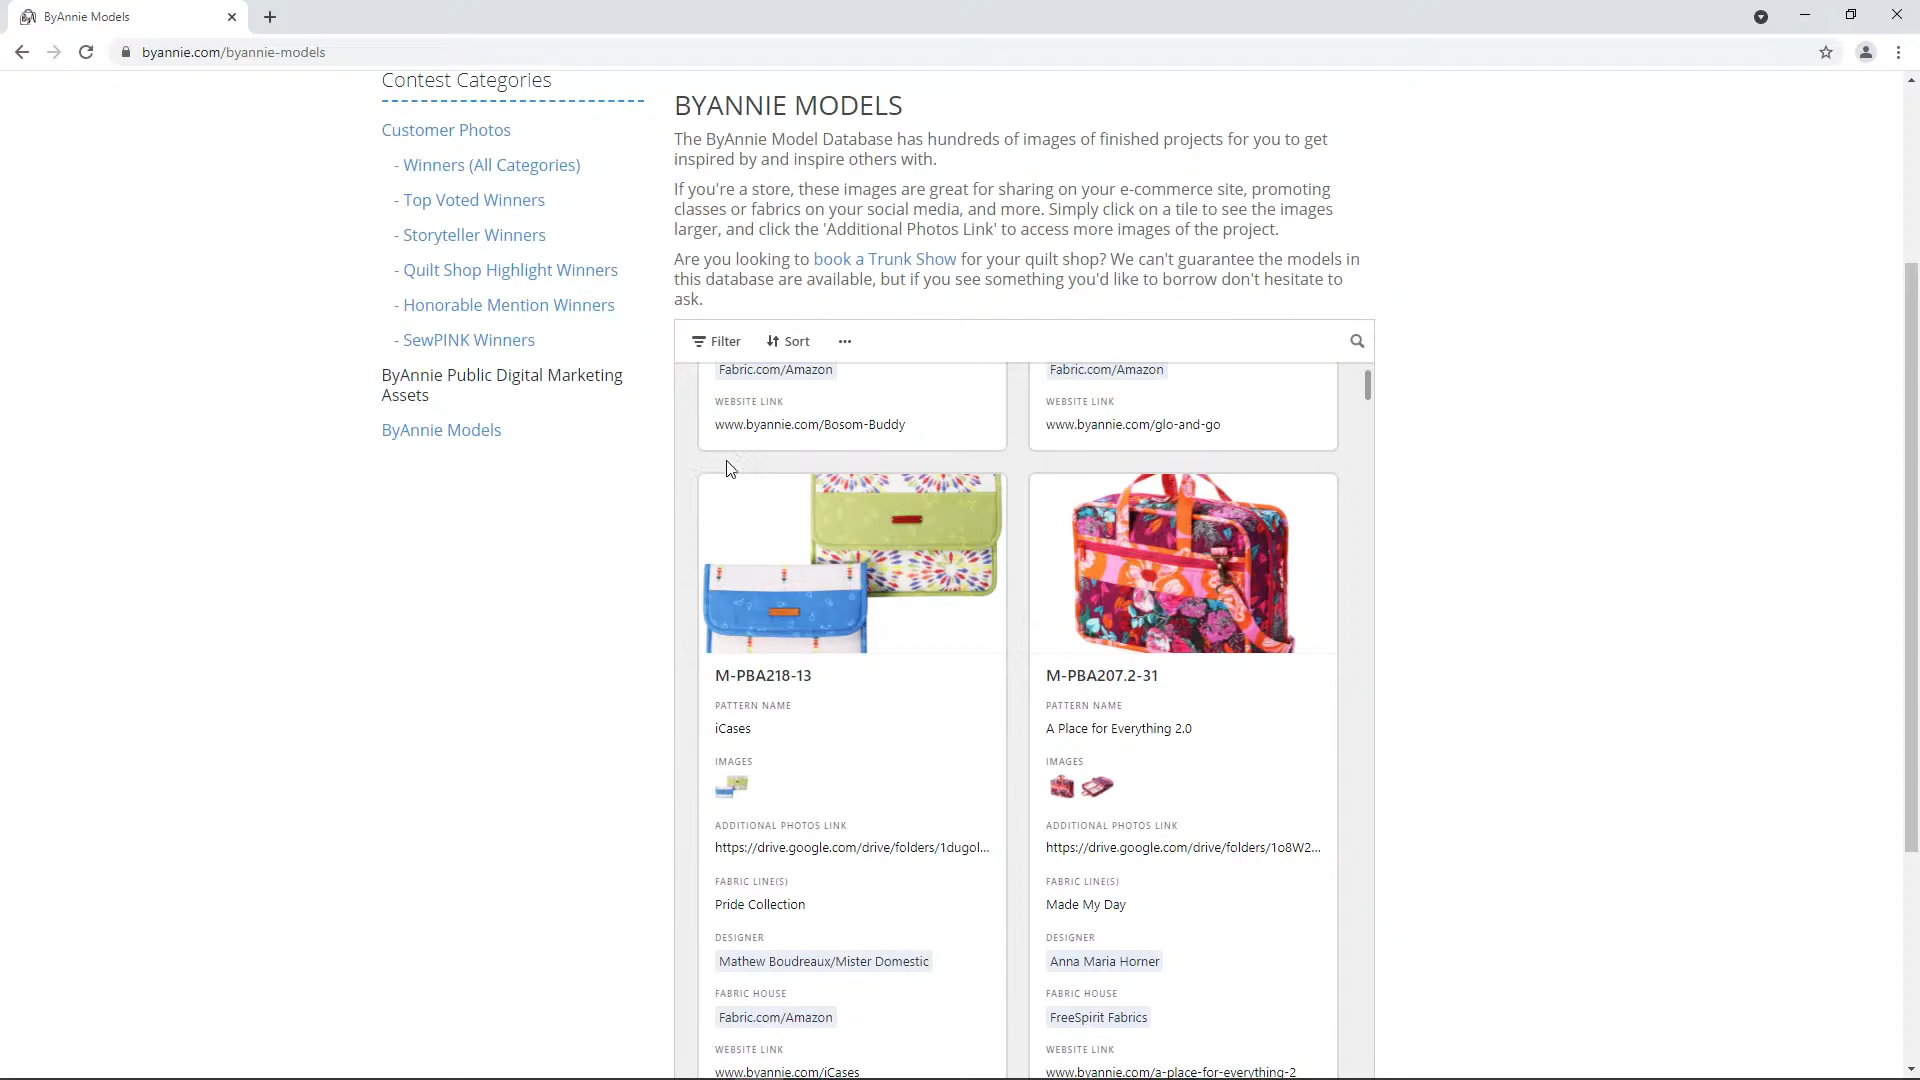 ByAnnie Models
byannie.com/byannie-models
Contest Categories
Customer Photos
- Winners (All Categories)
- Top Voted Winners
- Storyteller Winners
- Quilt Shop Highlight Winners
- Honorable Mention Winners
- SewPINK Winners
ByAnnie Public Digital Marketing
Assets
ByAnnie Models
BYANNIE MODELS
The ByAnnie Model Database has hundreds of images of finished projects for you to get
inspired by and inspire others with.
If you're a store, these images are great for sharing on your e-commerce site, promoting
classes or fabrics on your social media, and more. Simply click on a tile to see the images
larger, and click the 'Additional Photos Link' to access more images of the project.
Are you looking to book a Trunk Show for your quilt shop? We can't guarantee the models in
this database are available, but if you see something you'd like to borrow don't hesitate to
ask.
Filter Sort ...
Fabric.com/Amazon
WEBSITE LINK
www.byannie.com/Bosom-Buddy
Fabric.com/Amazon
WEBSITE LINK
www.byannie.com/glo-and-go
M-PBA218-13
PATTERN NAME
iCases
IMAGES
ADDITIONAL PHOTOS LINK
https://drive.google.com/drive/folders/1dugol...
FABRIC LINE(S)
Pride Collection
DESIGNER
Mathew Boudreaux/Mister Domestic
FABRIC HOUSE
Fabric.com/Amazon
WEBSITE LINK
www.byannie.com/iCases
M-PBA207.2-31
PATTERN NAME
A Place for Everything 2.0
IMAGES
ADDITIONAL PHOTOS LINK
https://drive.google.com/drive/folders/1o8W2...
FABRIC LINE(S)
Made My Day
DESIGNER
Anna Maria Horner
FABRIC HOUSE
FreeSpirit Fabrics
WEBSITE LINK
www.byannie.com/a-place-for-everything-2